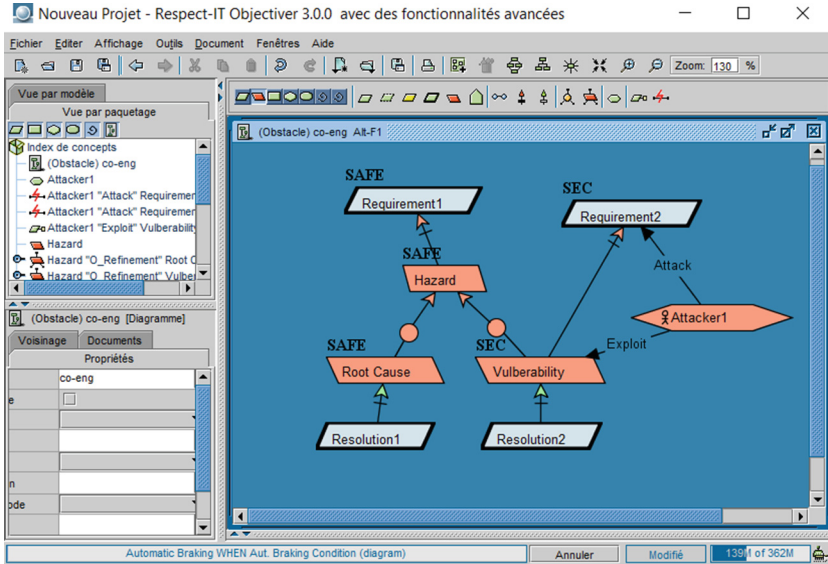 Nouveau Projet - Respect-IT Objectiver 3.0.0 avec des fonctionnalités avancées
Fichier Editer Affichage Outils Document Fenêtres Aide
Zoom: 130 %
Vue par modèle
Vue par paquetage
Index de concepts
(Obstacle) co-eng
Attacker1
Attacker1 "Attack" Requiremer
Attacker1 "Attack" Requiremer
Attacker1 "Exploit" Vulberability
Hazard
Hazard "O_Refinement" Root C
Hazard "O_Refinement" Vulber
(Obstacle) co-eng [Diagramme]
Voisinage Documents
Propriétés
co-eng
e
n
ode
(Obstacle) co-eng Alt-F1
SAFE
Requirement1
SEC
Requirement2
SAFE
Hazard
Attack
Attacker1
Exploit
SAFE
Root Cause
SEC
Vulberability
Resolution1
Resolution2
Automatic Braking WHEN Aut. Braking Condition (diagram)
Annuler
Modifié
139M of 362M